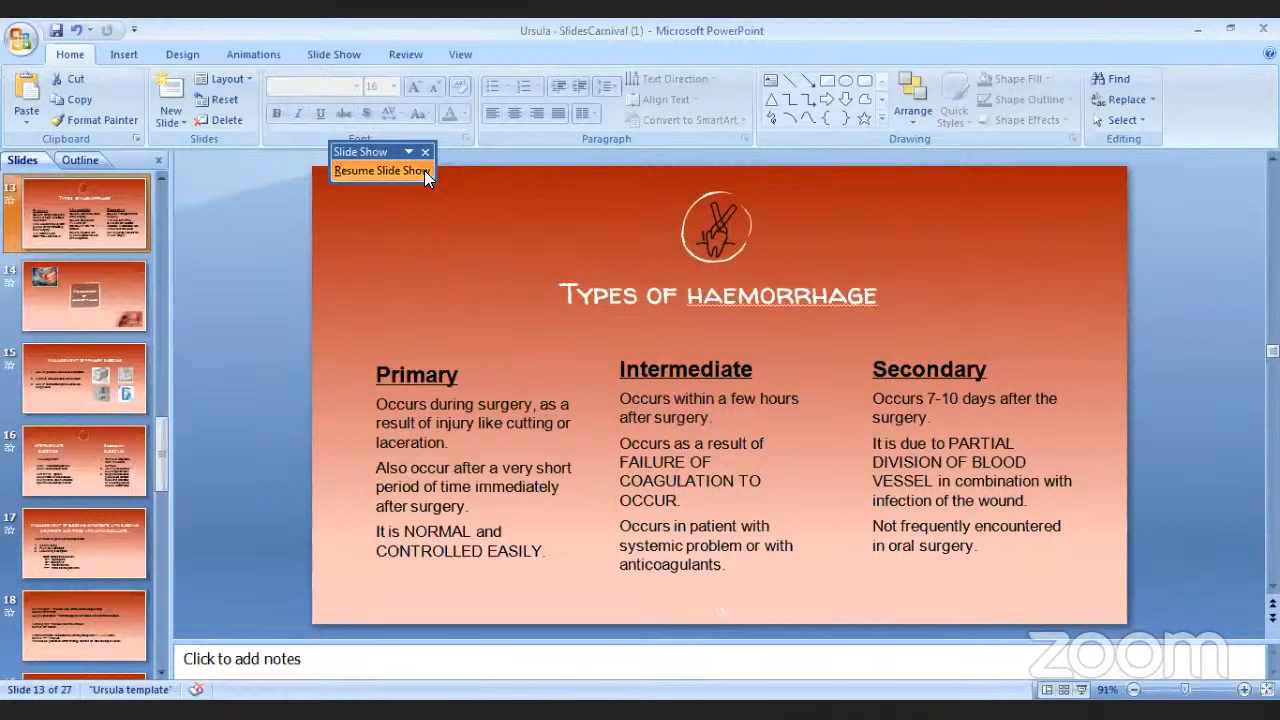 Ursula - SlidesCarnival (1) - Microsoft PowerPoint
Home Insert Design Animations Slide Show Review View
Cut
Copy
Format Painter
Paste
Clipboard
New
Slide
Layout
Reset
Delete
Slides
16
Font
Paragraph
Text Direction
Align Text
Convert to SmartArt
Arrange
Quick
Styles
Shape Fill
Shape Outline
Shape Effects
Drawing
Find
Replace
Select
Editing
Slides Outline
Slide Show
Resume Slide Show
13
14
15
16
17
18
Types of haemorrhage
Primary
Occurs during surgery, as a
result of injury like cutting or
laceration.
Also occur after a very short
period of time immediately
after surgery.
It is NORMAL and
CONTROLLED EASILY.
Intermediate
Occurs within a few hours
after surgery.
Occurs as a result of
FAILURE OF
COAGULATION TO
OCCUR.
Occurs in patient with
systemic problem or with
anticoagulants.
Secondary
Occurs 7-10 days after the
surgery.
It is due to PARTIAL
DIVISION OF BLOOD
VESSEL in combination with
infection of the wound.
Not frequently encountered
in oral surgery.
Click to add notes
zoom
Slide 13 of 27 "Ursula template" 91%